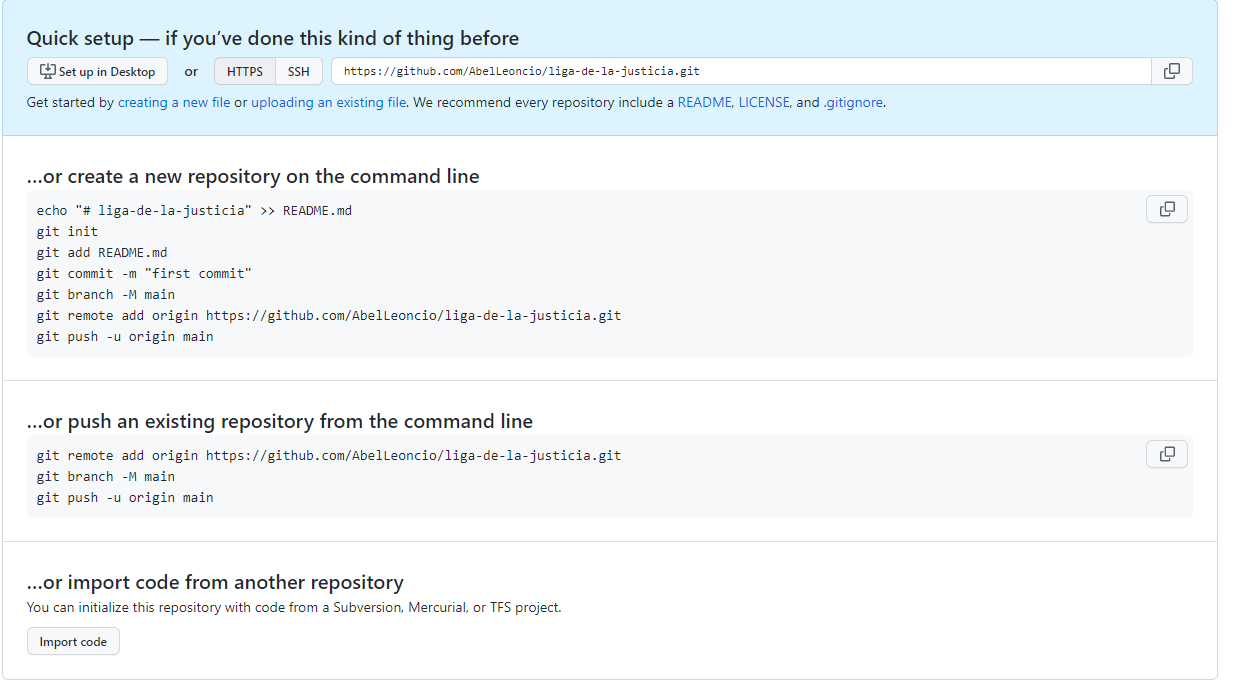 Quick setup — if you’ve done this kind of thing before
Set up in Desktop or HTTPS SSH https://github.com/AbelLeoncio/liga-de-la-justicia.git
Get started by creating a new file or uploading an existing file. We recommend every repository include a README, LICENSE, and .gitignore.
…or create a new repository on the command line
echo "# liga-de-la-justicia" >> README.md
git init
git add README.md
git commit -m "first commit"
git branch -M main
git remote add origin https://github.com/AbelLeoncio/liga-de-la-justicia.git
git push -u origin main
…or push an existing repository from the command line
git remote add origin https://github.com/AbelLeoncio/liga-de-la-justicia.git
git branch -M main
git push -u origin main
…or import code from another repository
You can initialize this repository with code from a Subversion, Mercurial, or TFS project.
Import code